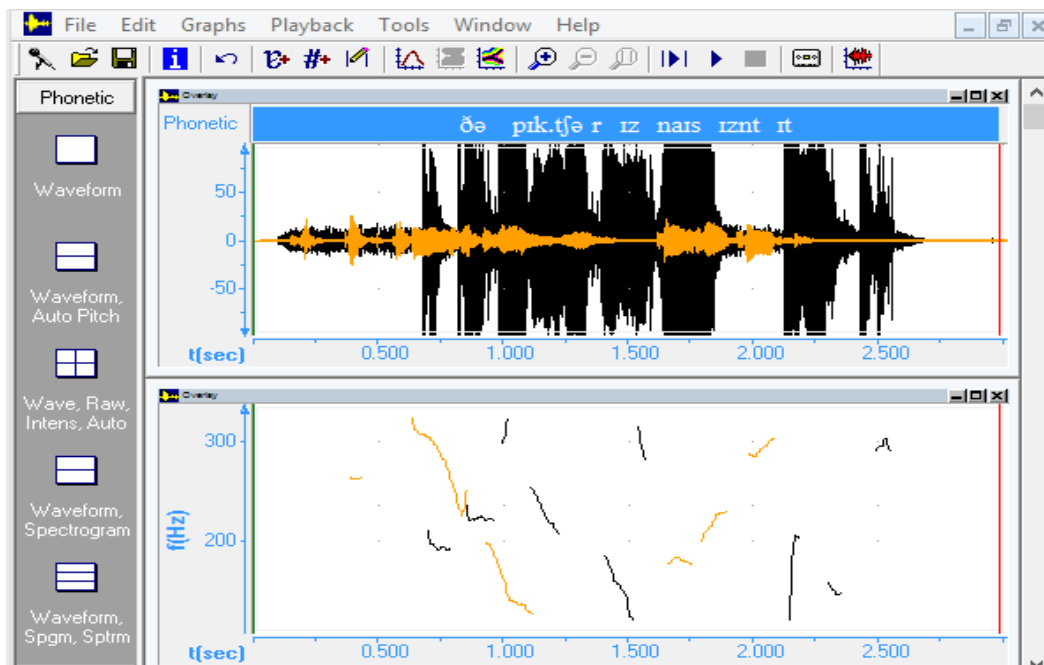 File Edit Graphs Playback Tools Window Help
Phonetic
Waveform
Waveform,
Auto Pitch
Wave, Raw,
Intens, Auto
Waveform,
Spectrogram
Waveform,
Spgm, Sptrm
Overlay
Phonetic ðə pɪk.tʃə r ɪz naɪs ɪznt ɪt
50
0
-50
t(sec) 0.500 1.000 1.500 2.000 2.500
Overlay
300
200
f(Hz)
t(sec) 0.500 1.000 1.500 2.000 2.500